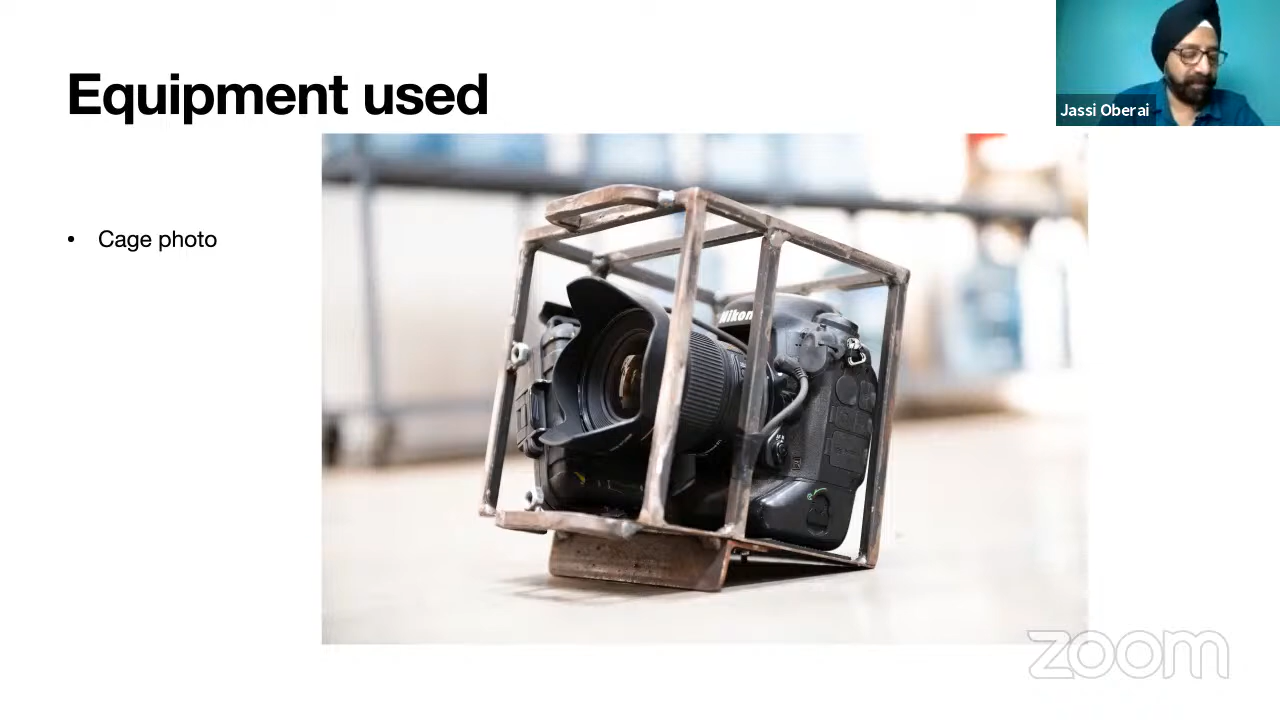 Equipment used
Jassi Oberai
• Cage photo
Nikon
zoom